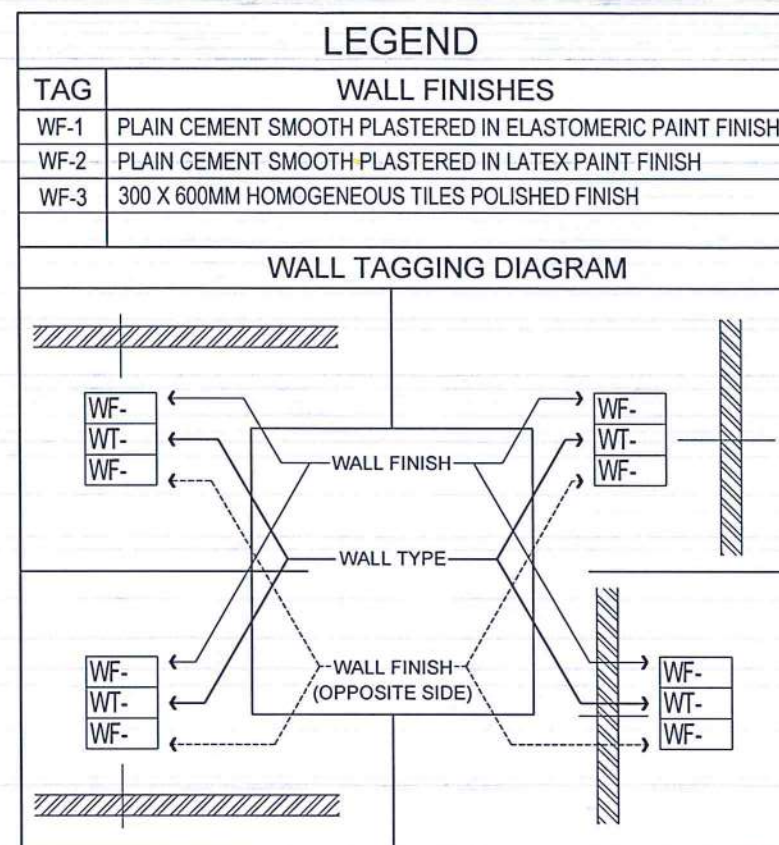 LEGEND
TAG WALL FINISHES
WF-1 PLAIN CEMENT SMOOTH PLASTERED IN ELASTOMERIC PAINT FINISH
WF-2 PLAIN CEMENT SMOOTH PLASTERED IN LATEX PAINT FINISH
WF-3 300 X 600MM HOMOGENEOUS TILES POLISHED FINISH
WALL TAGGING DIAGRAM
WF-
WT-
WF-
WF-
WT-
WF-
WALL FINISH
WALL TYPE
WALL FINISH
(OPPOSITE SIDE)
WF-
WT-
WF-
WF-
WT-
WF-